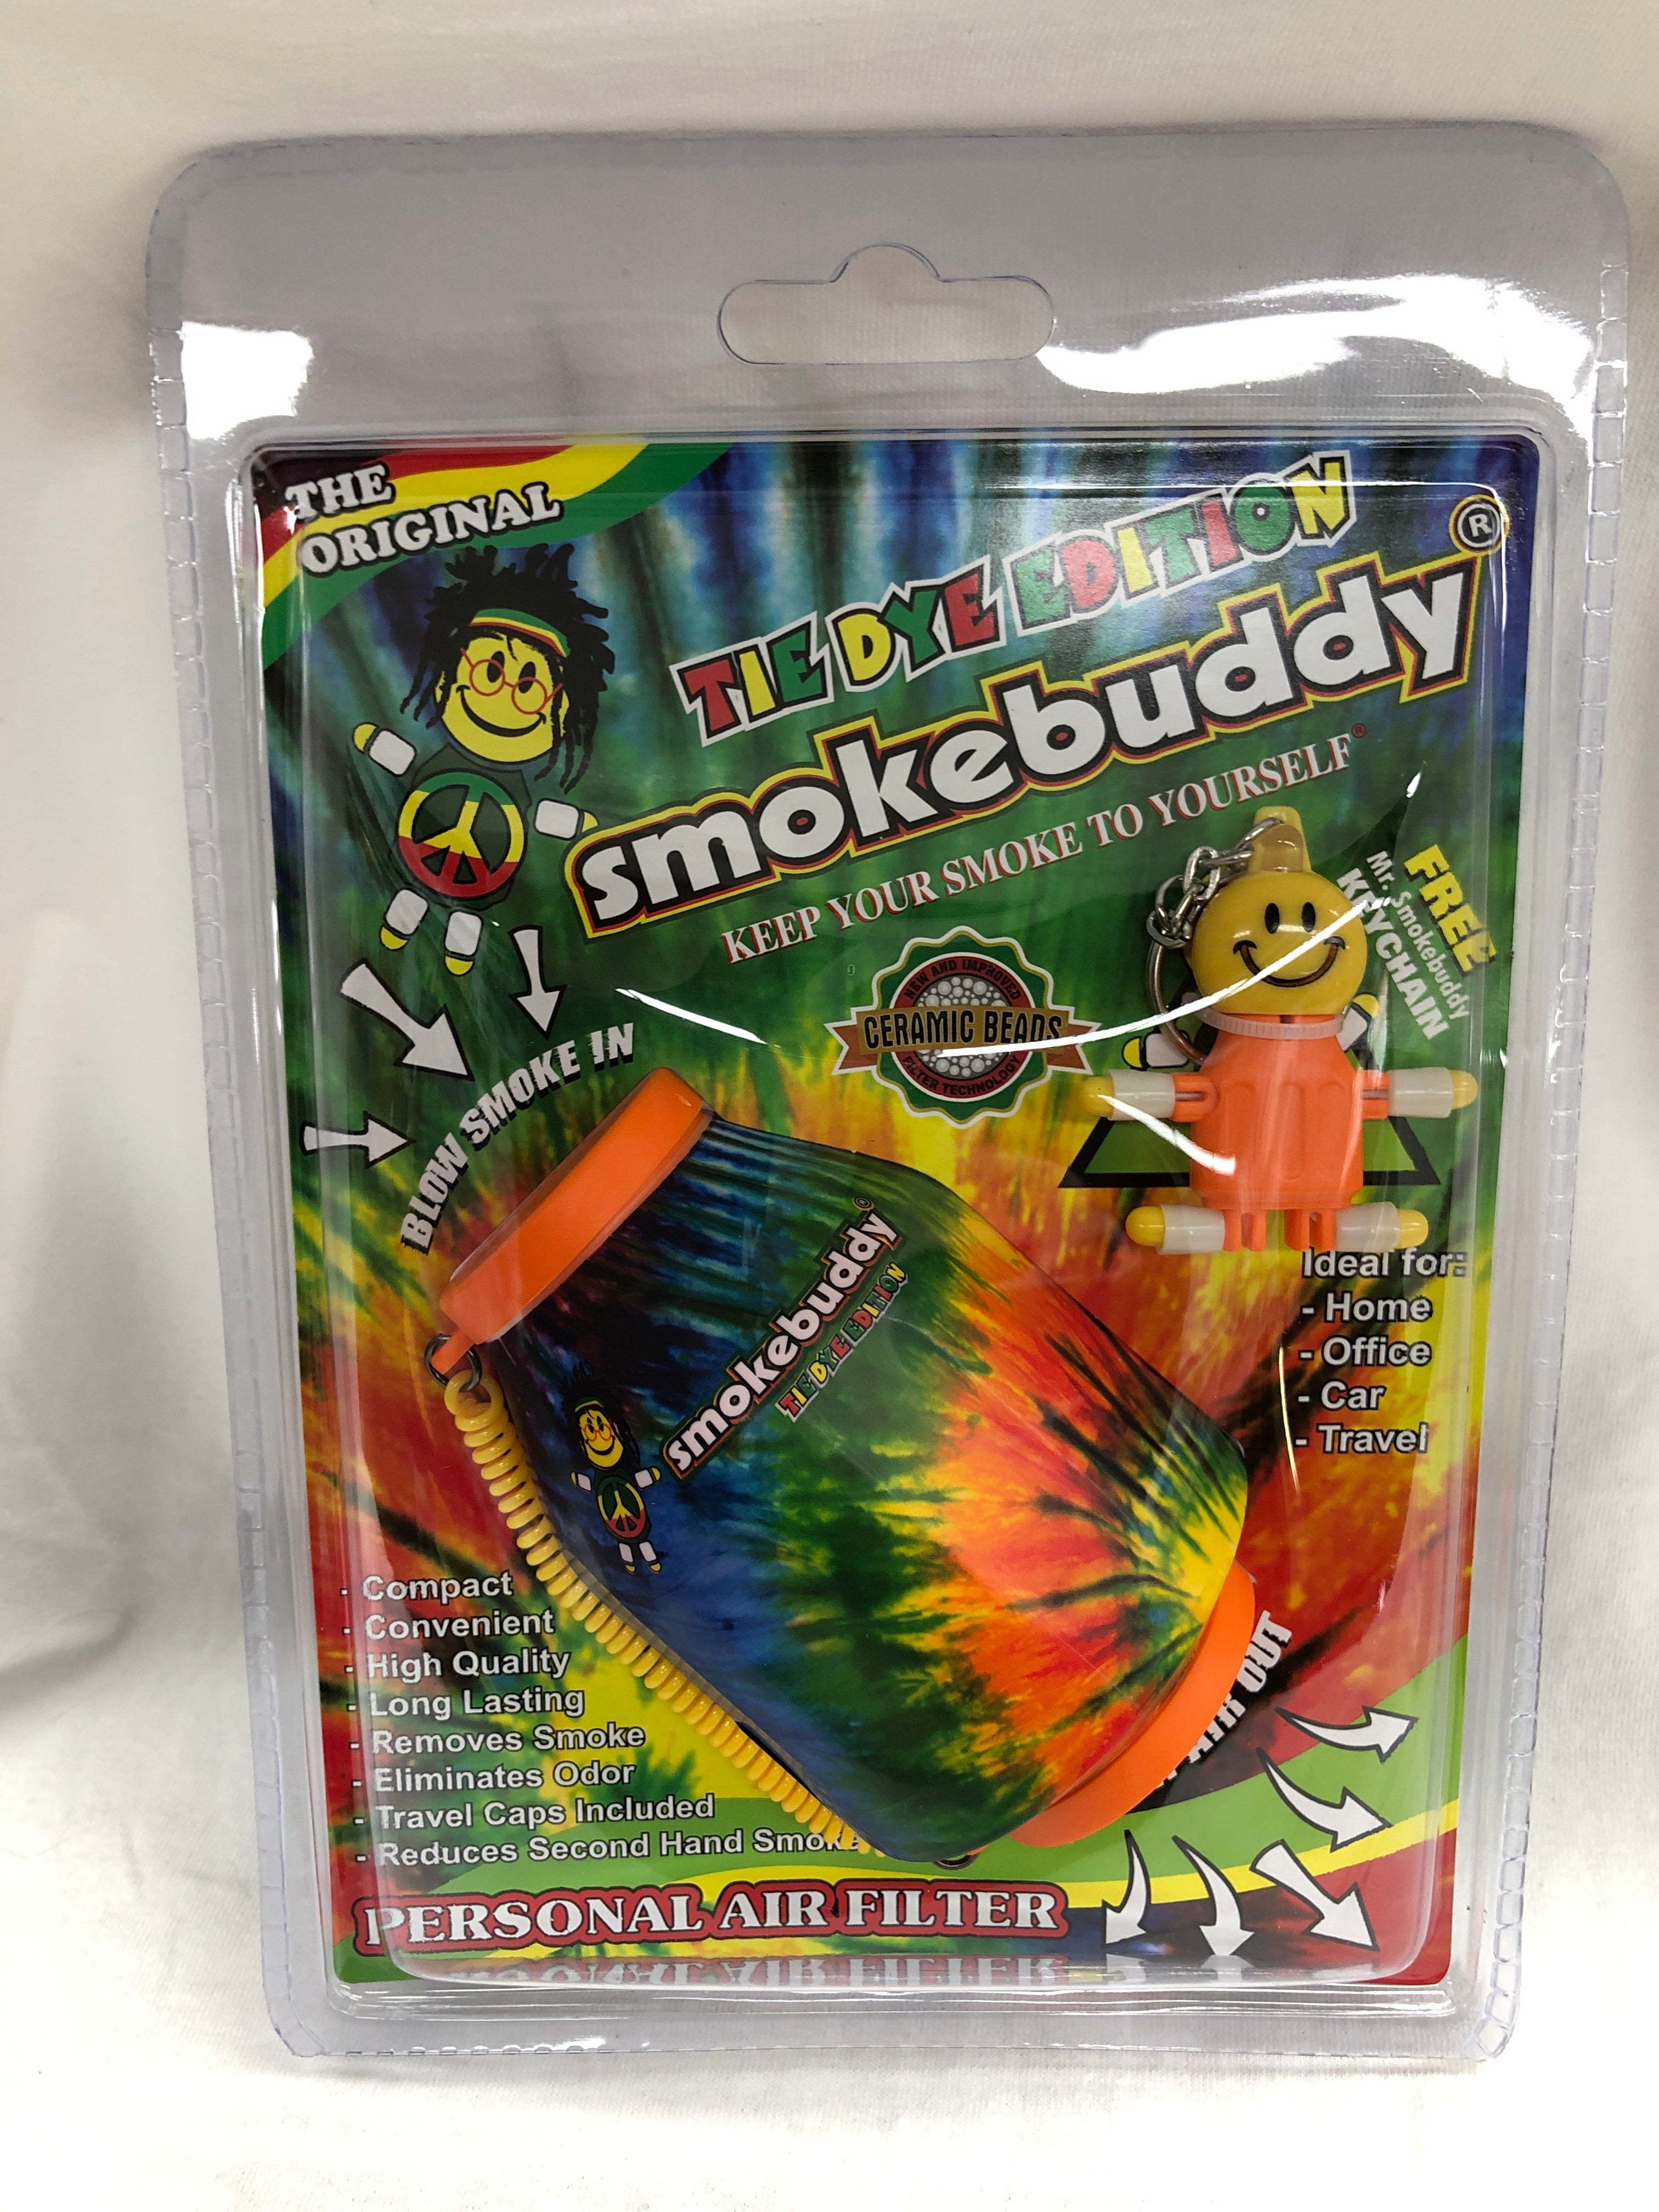 THE
ORIGINAL
TIE DYE EDITION
smokebuddy®
KEEP YOUR SMOKE TO YOURSELF®
FREE
Mr. Smokebuddy
KEYCHAIN
NEW AND IMPROVED
CERAMIC BEADS
FILTER TECHNOLOGY
BLOW SMOKE IN
smokebuddy®
TIE DYE EDITION
Ideal for:
- Home
- Office
- Car
- Travel
- Compact
- Convenient
- High Quality
- Long Lasting
- Removes Smoke
- Eliminates Odor
- Travel Caps Included
- Reduces Second Hand Smoke
AIR OUT
PERSONAL AIR FILTER